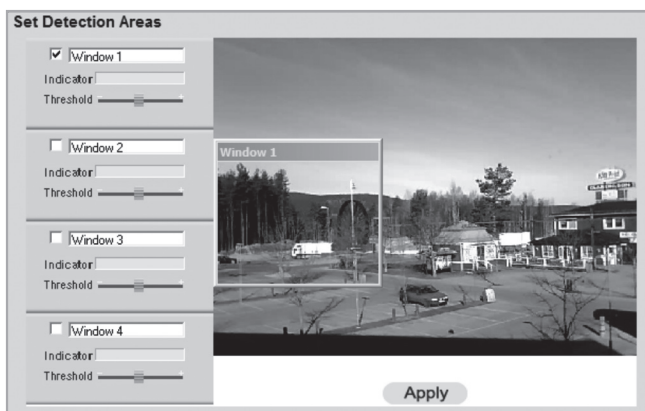 Set Detection Areas
Window 1
Indicator
Threshold
Window 2
Indicator
Threshold
Window 3
Indicator
Threshold
Window 4
Indicator
Threshold
Window 1
Apply